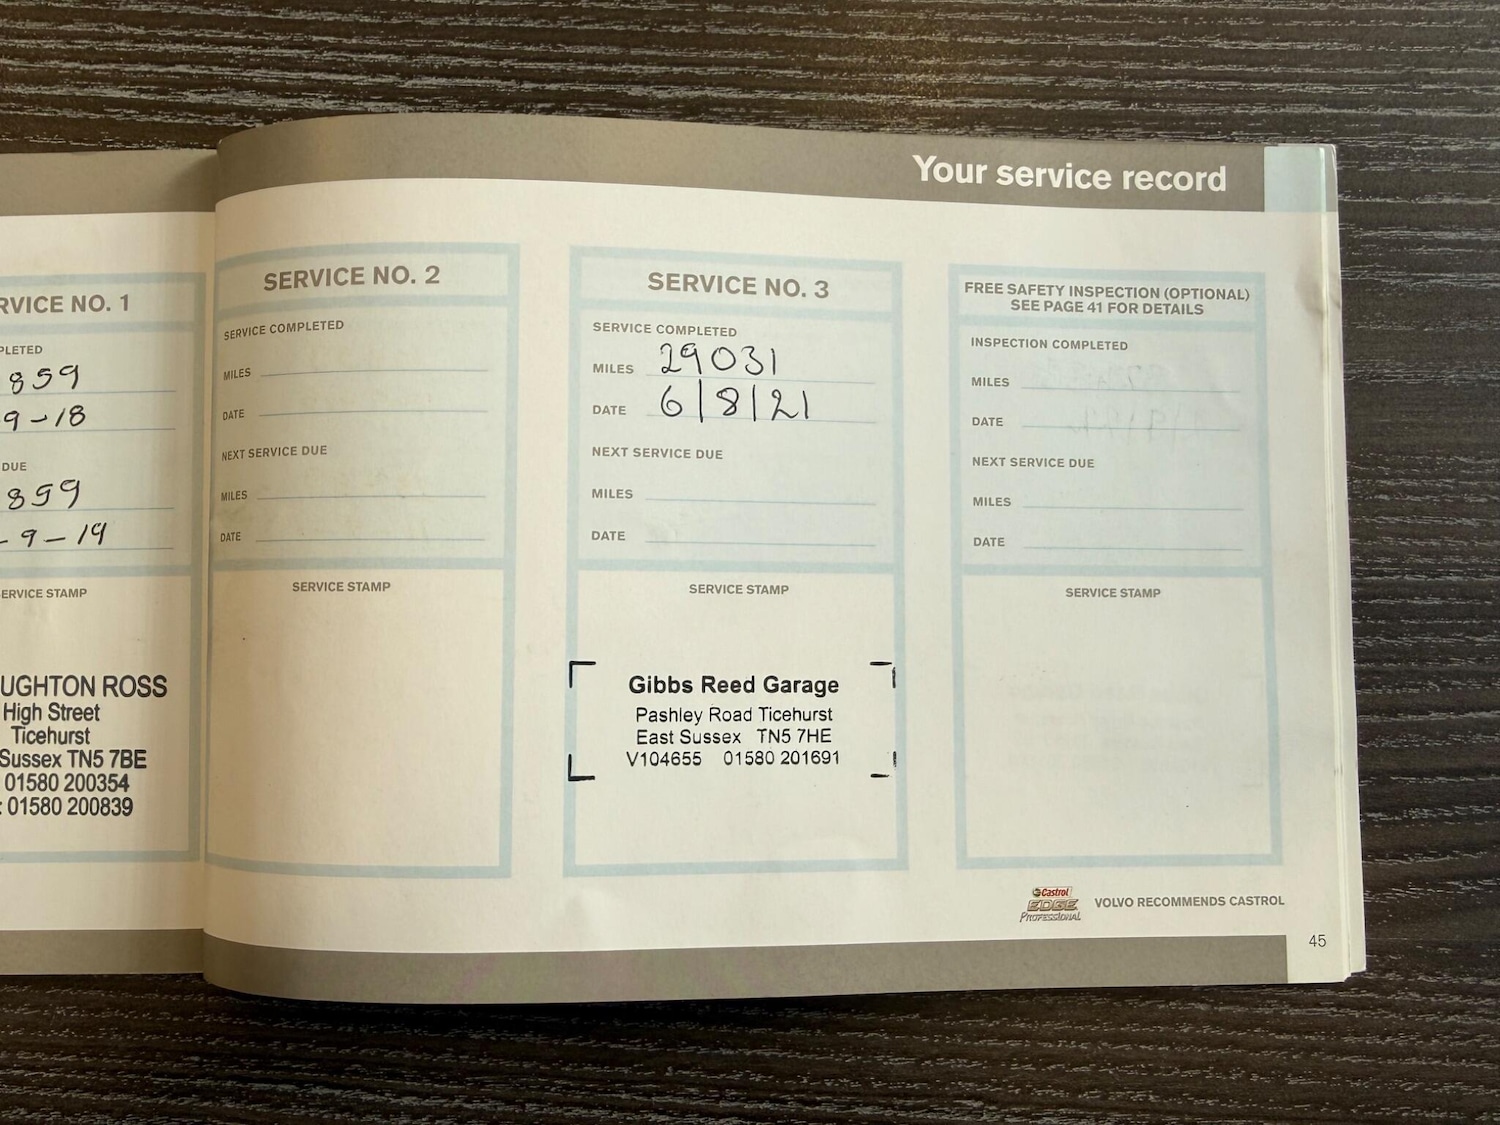 Your service record
RVICE NO. 1
PLETED
859
9-18
DUE
859
- 9 - 19
ERVICE STAMP
UGHTON ROSS
High Street
Ticehurst
Sussex TN5 7BE
01580 200354
: 01580 200839
SERVICE NO. 2
SERVICE COMPLETED
MILES
DATE
NEXT SERVICE DUE
MILES
DATE
SERVICE STAMP
SERVICE NO. 3
SERVICE COMPLETED
MILES 29031
DATE 6/8/21
NEXT SERVICE DUE
MILES
DATE
SERVICE STAMP
Gibbs Reed Garage
Pashley Road Ticehurst
East Sussex TN5 7HE
V104655 01580 201691
FREE SAFETY INSPECTION (OPTIONAL)
SEE PAGE 41 FOR DETAILS
INSPECTION COMPLETED
MILES
DATE
NEXT SERVICE DUE
MILES
DATE
SERVICE STAMP
Castrol
EDGE
PROFESSIONAL
VOLVO RECOMMENDS CASTROL
45